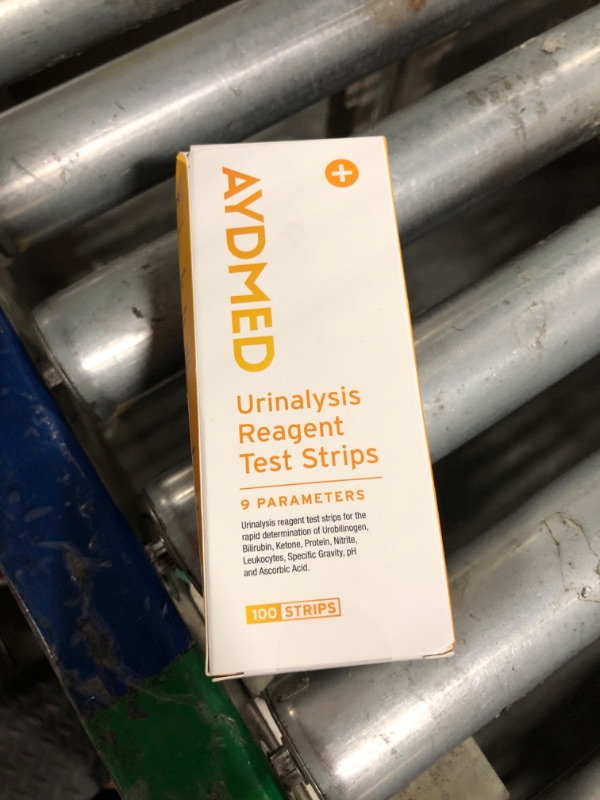 AYDMED
Urinalysis
Reagent
Test Strips
9 PARAMETERS
Urinalysis reagent test strips for the
rapid determination of Urobilinogen,
Bilirubin, Ketone, Protein, Nitrite,
Leukocytes, Specific Gravity, pH
and Ascorbic Acid.
100 STRIPS